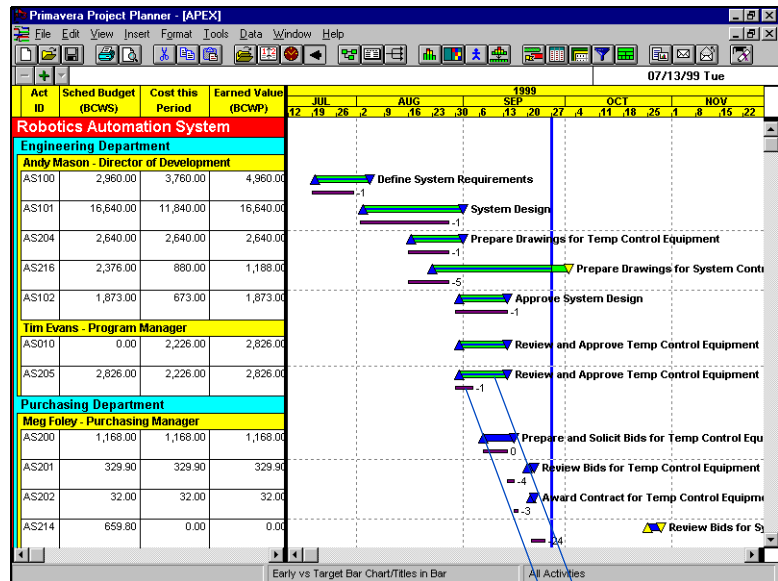 Primavera Project Planner - [APEX]
File Edit View Insert Format Tools Data Window Help
07/13/99 Tue
Act ID Sched Budget (BCWS) Cost this Period Earned Value (BCWP)
1999
JUL AUG SEP OCT NOV
12 19 26 2 9 16 23 30 6 13 20 27 4 11 18 25 1 8 15 22
Robotics Automation System
Engineering Department
Andy Mason - Director of Development
AS100 2,960.00 3,760.00 4,960.00 Define System Requirements
-1
AS101 16,640.00 11,840.00 16,640.00 System Design
-1
AS204 2,640.00 2,640.00 2,640.00 Prepare Drawings for Temp Control Equipment
-1
AS216 2,376.00 880.00 1,188.00 Prepare Drawings for System Contr
-5
AS102 1,873.00 673.00 1,873.00 Approve System Design
-1
Tim Evans - Program Manager
AS010 0.00 2,226.00 2,826.00 Review and Approve Temp Control Equipment
AS205 2,826.00 2,226.00 2,826.00 Review and Approve Temp Control Equipment
-1
Purchasing Department
Meg Foley - Purchasing Manager
AS200 1,168.00 1,168.00 1,168.00 Prepare and Solicit Bids for Temp Control Equ
0
AS201 329.90 329.90 329.90 Review Bids for Temp Control Equipment
-4
AS202 32.00 32.00 32.00 Award Contract for Temp Control Equipm
-3
AS214 659.80 0.00 0.00 Review Bids for Sy
-24
Early vs Target Bar Chart/Titles in Bar All Activities